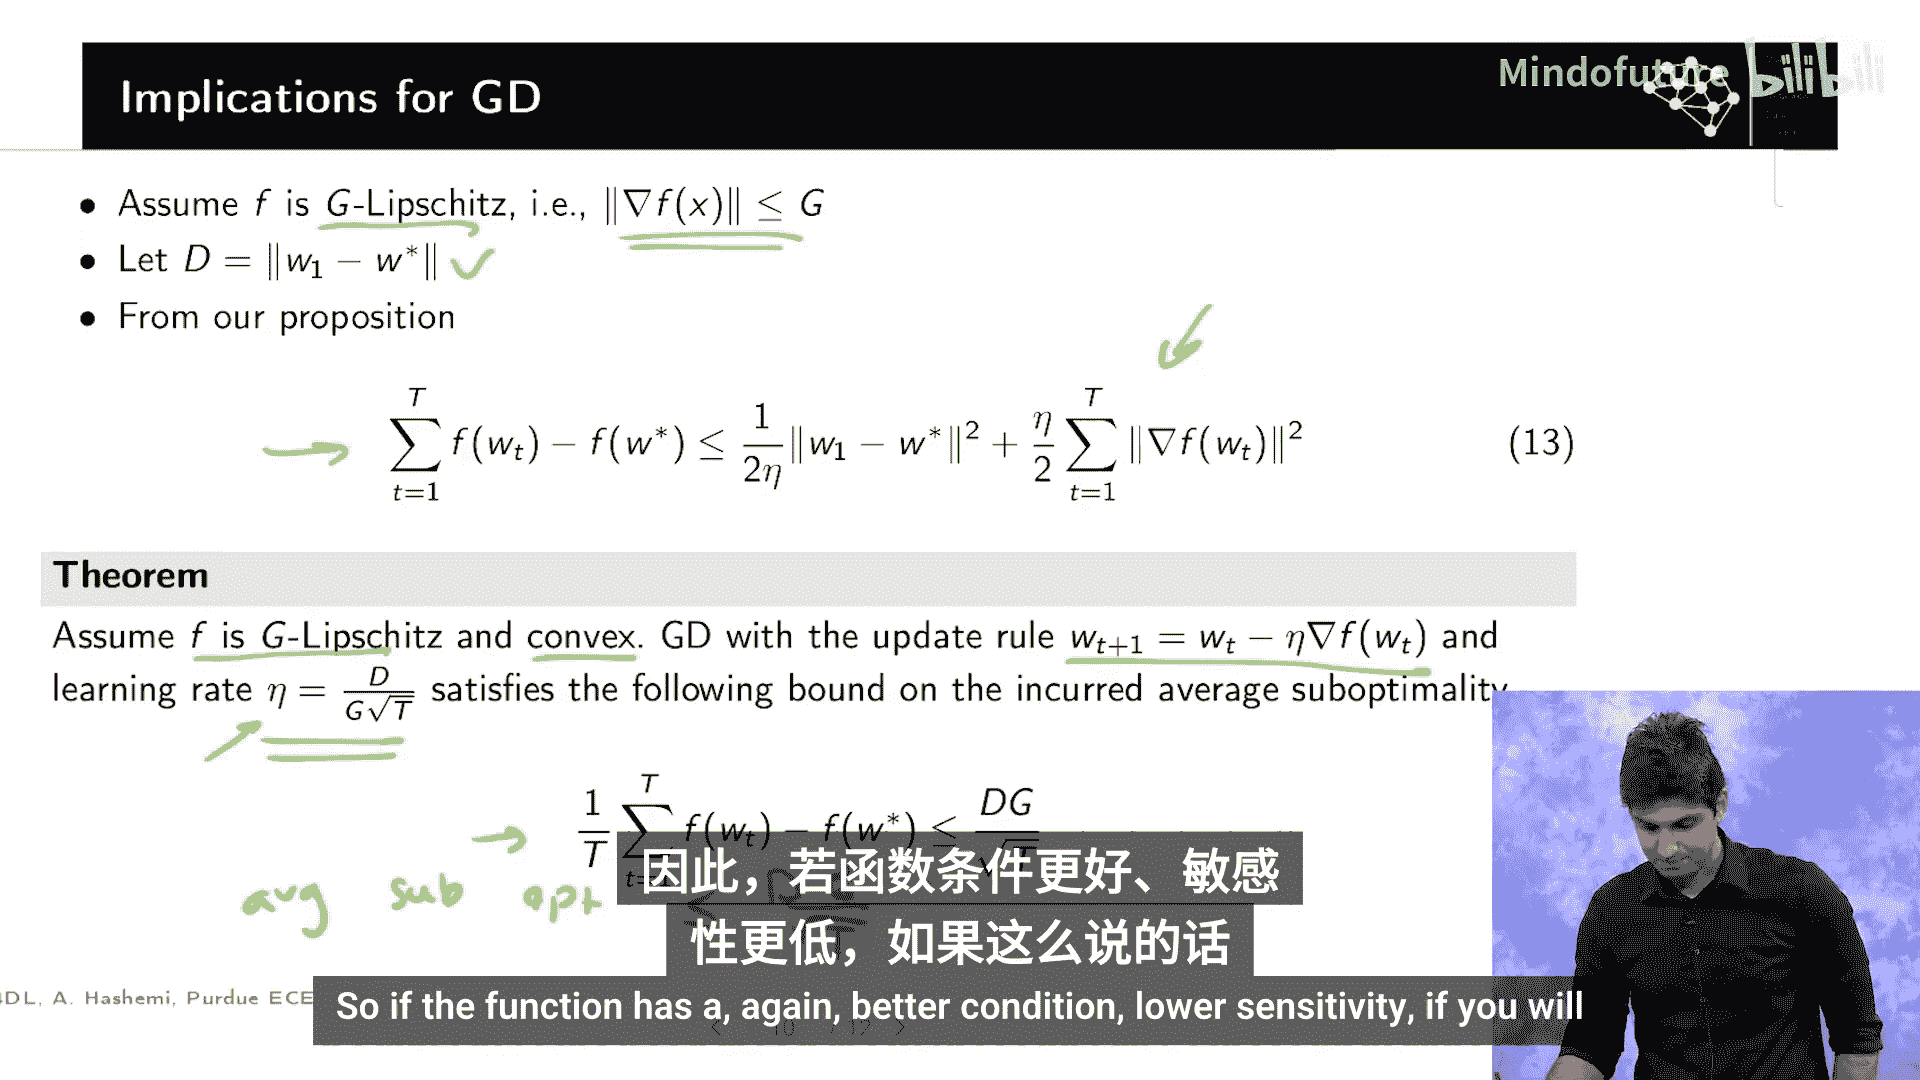 Implications for GD
Mindofuture
bilibili
• Assume f is G-Lipschitz, i.e., ‖∇f(x)‖ ≤ G
• Let D = ‖w₁ − w*‖
• From our proposition
∑_{t=1}^{T} f(w_t) − f(w*) ≤ 1/(2η) ‖w₁ − w*‖² + η/2 ∑_{t=1}^{T} ‖∇f(w_t)‖² (13)
Theorem
Assume f is G-Lipschitz and convex. GD with the update rule w_{t+1} = w_t − η∇f(w_t) and
learning rate η = D/(G√T) satisfies the following bound on the incurred average suboptimality
1/T ∑_{t=1}^{T} f(w_t) − f(w*) ≤ DG/√T
avg sub opt
因此，若函数条件更好、敏感
性更低，如果这么说的话
DL, A. Hashemi, Purdue ECE
So if the function has a, again, better condition, lower sensitivity, if you will